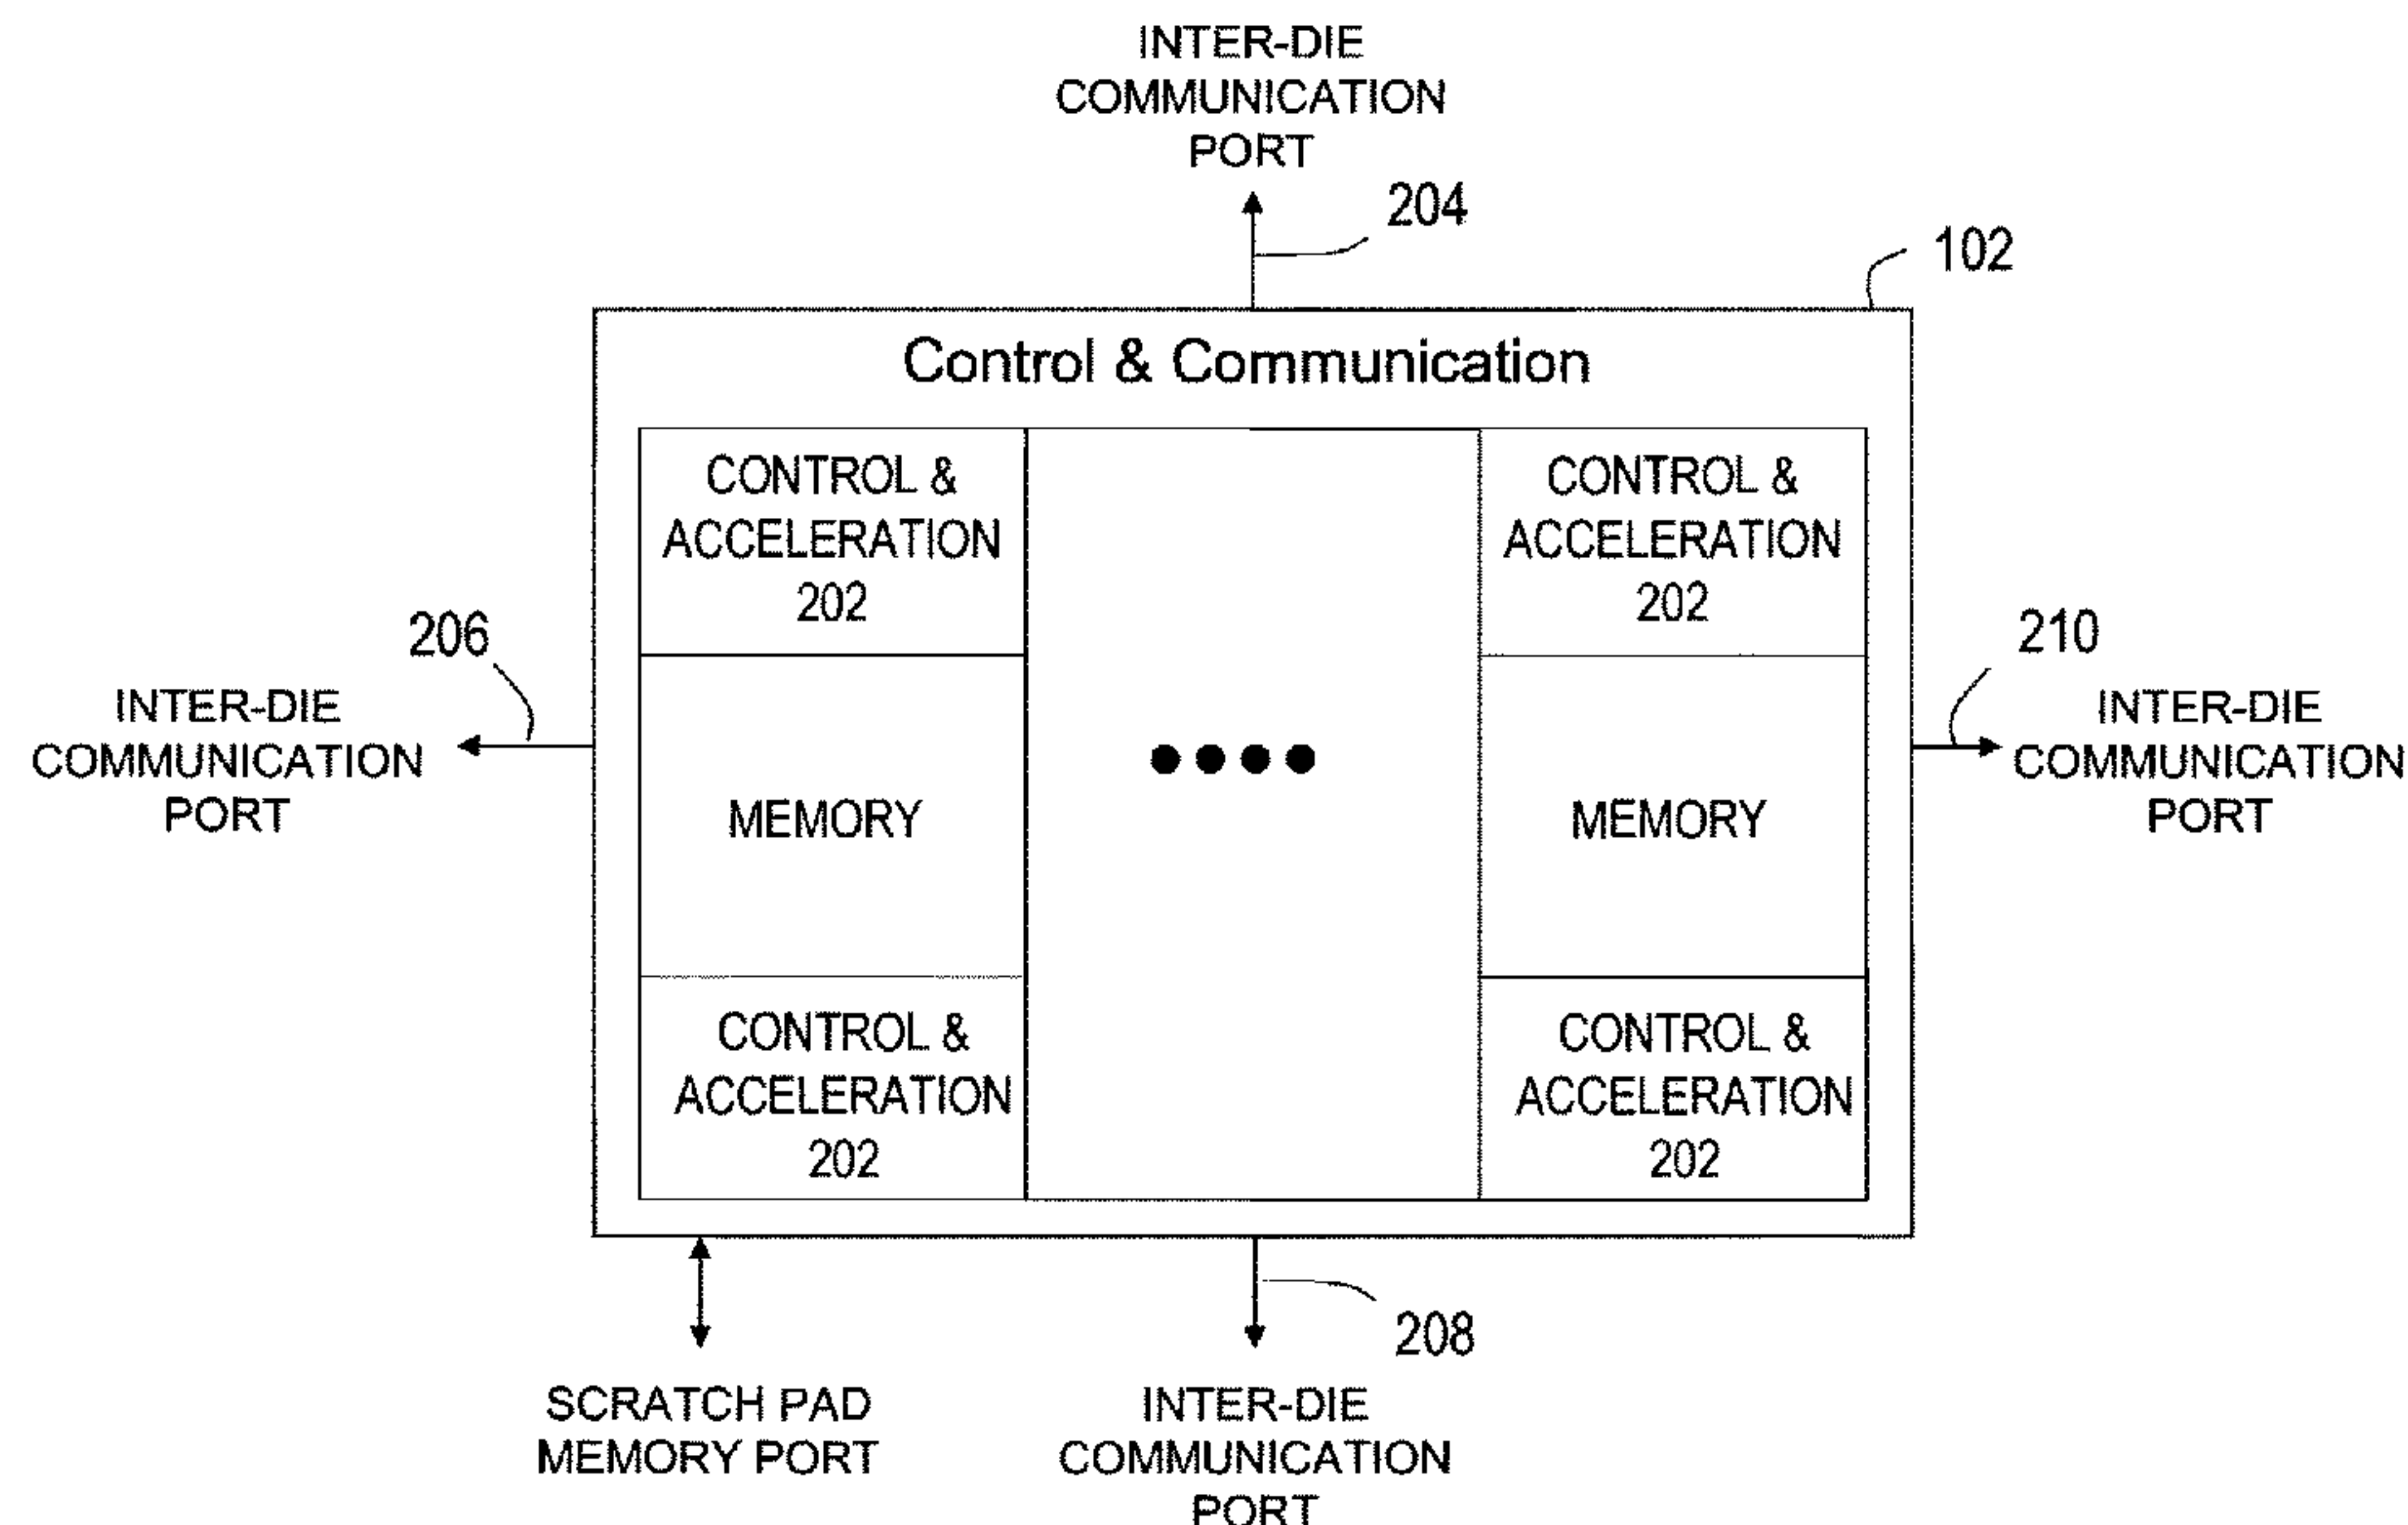 INTER-DIE
COMMUNICATION
PORT
204
102
Control & Communication
CONTROL &
ACCELERATION
202
CONTROL &
ACCELERATION
202
206
INTER-DIE
COMMUNICATION
PORT
210
INTER-DIE
COMMUNICATION
PORT
MEMORY
MEMORY
CONTROL &
ACCELERATION
202
CONTROL &
ACCELERATION
202
208
SCRATCH PAD
MEMORY PORT
INTER-DIE
COMMUNICATION
PORT